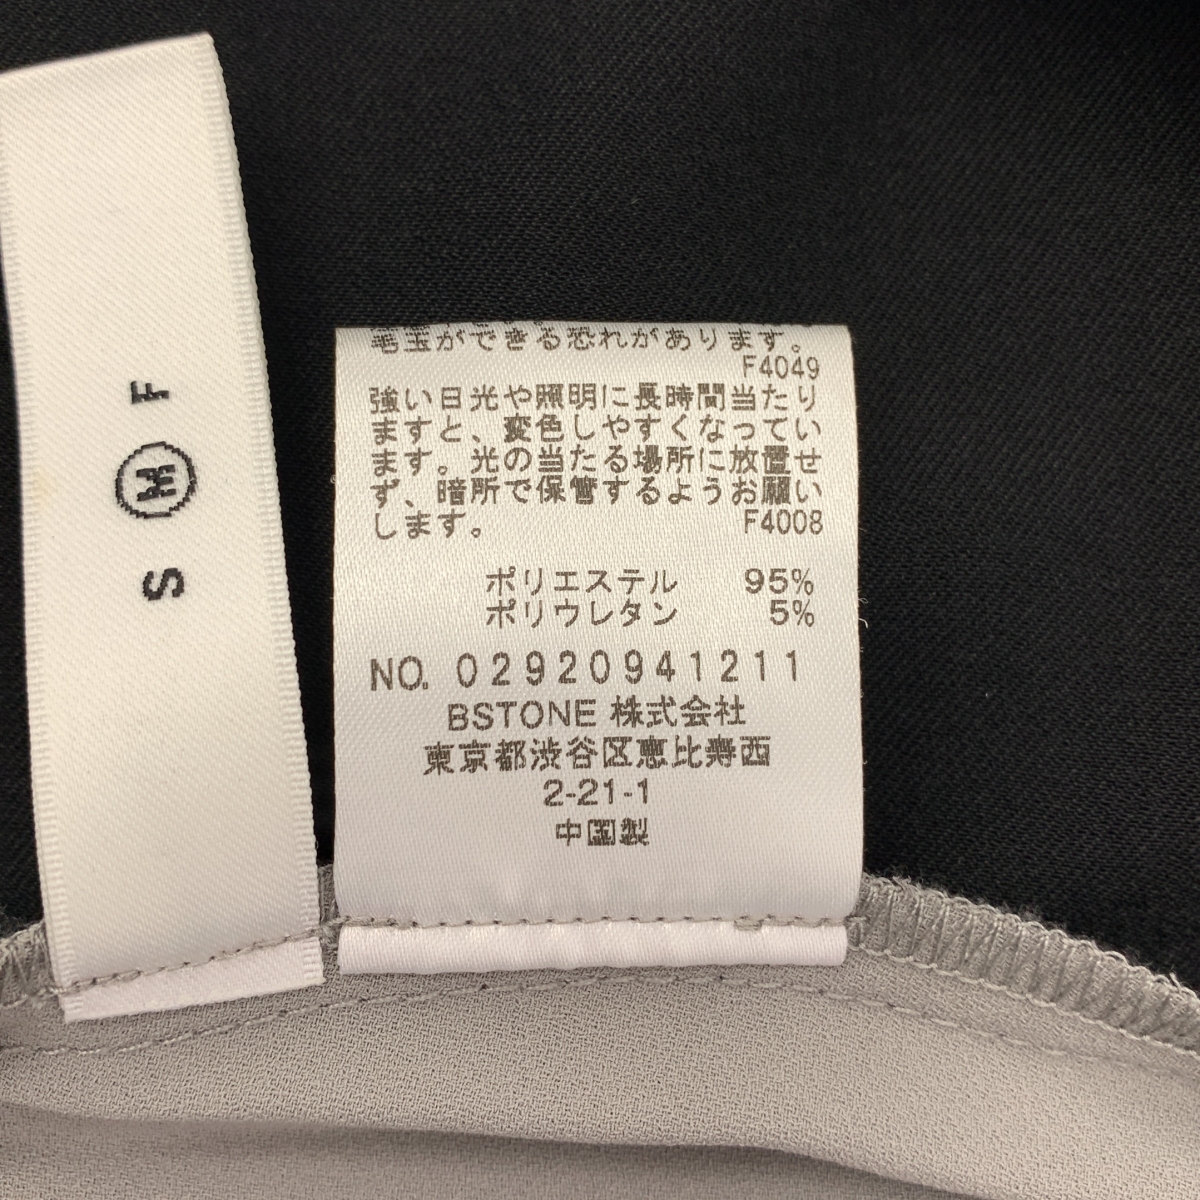 F
M
S
毛玉ができる恐れがあります。
F4049
強い日光や照明に長時間当たり
ますと、変色しやすくなってい
ます。光の当たる場所に放置せ
ず、暗所で保管するようお願い
します。 F4008
ポリエステル 95%
ポリウレタン 5%
NO. 02920941211
BSTONE 株式会社
東京都渋谷区恵比寿西
2-21-1
中国製